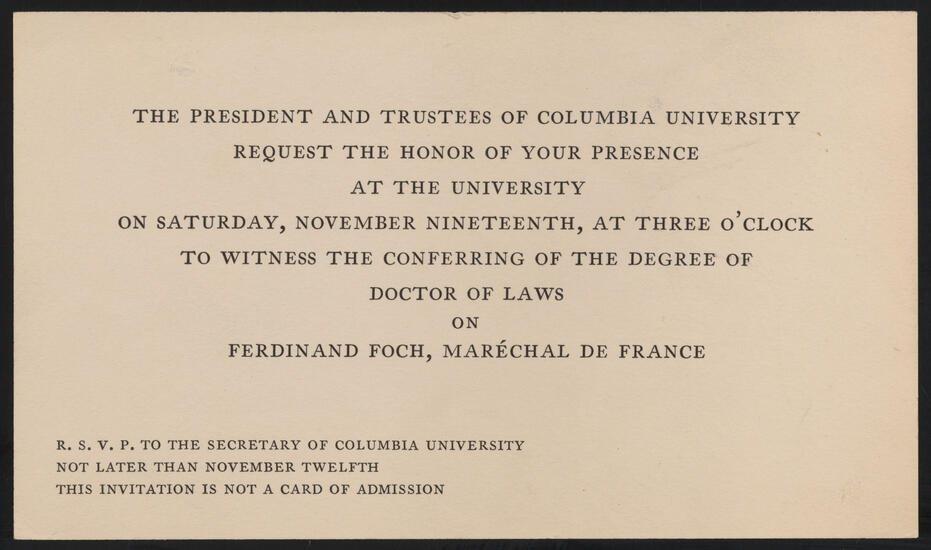 THE PRESIDENT AND TRUSTEES OF COLUMBIA UNIVERSITY
REQUEST THE HONOR OF YOUR PRESENCE
AT THE UNIVERSITY
ON SATURDAY, NOVEMBER NINETEENTH, AT THREE O'CLOCK
TO WITNESS THE CONFERRING OF THE DEGREE OF
DOCTOR OF LAWS
ON
FERDINAND FOCH, MARÉCHAL DE FRANCE
R. S. V. P. TO THE SECRETARY OF COLUMBIA UNIVERSITY
NOT LATER THAN NOVEMBER TWELFTH
THIS INVITATION IS NOT A CARD OF ADMISSION